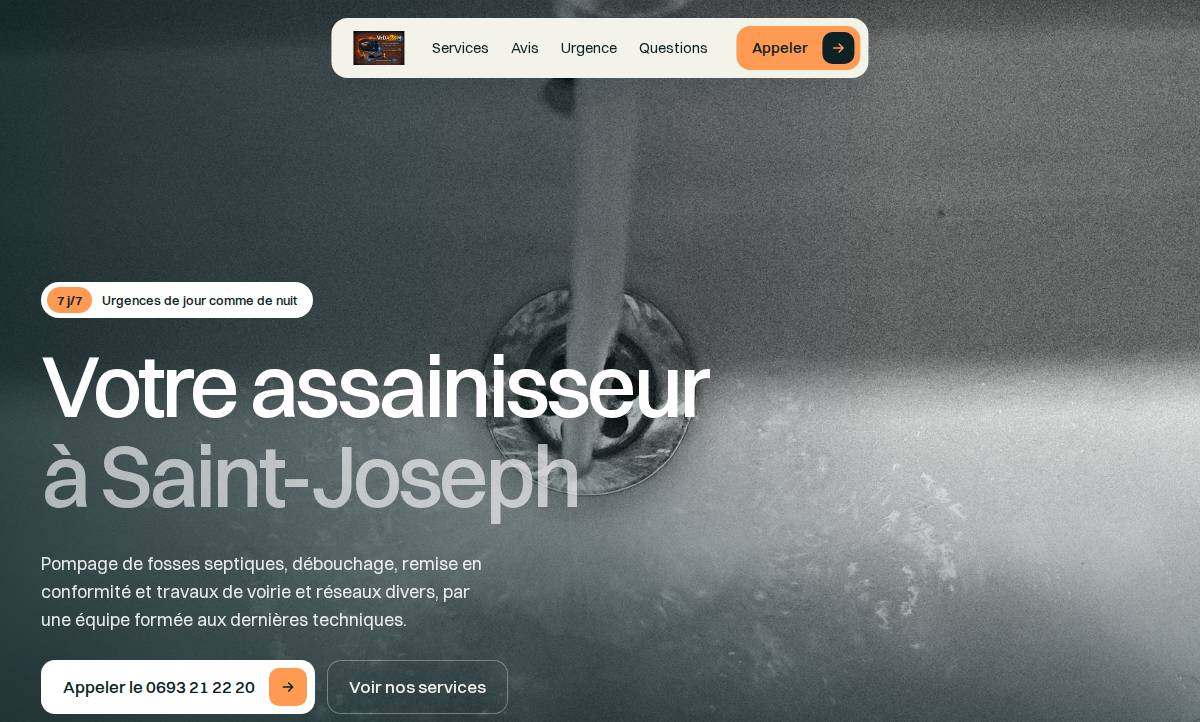 Services
Avis
Urgence
Questions
Appeler
7 j/7
Urgences de jour comme de nuit
Votre assainisseur
à Saint-Joseph
Pompage de fosses septiques, débouchage, remise en
conformité et travaux de voirie et réseaux divers, par
une équipe formée aux dernières techniques.
Appeler le 0693 21 22 20
Voir nos services